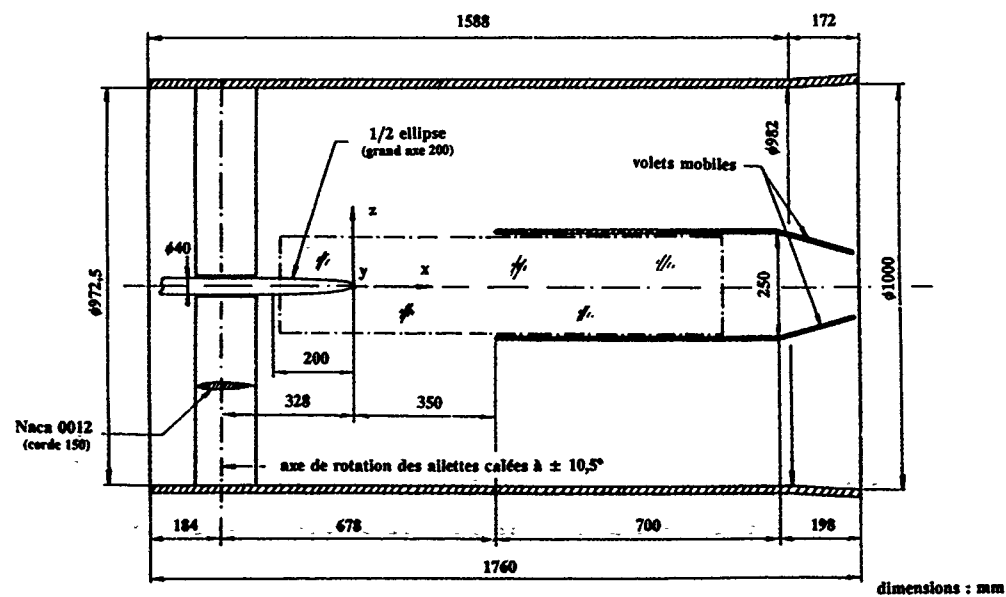 1588
172
1/2 ellipse
(grand axe 200)
ϕ982
volets mobiles
z
ϕ40
y
x
ϕ972,5
250
ϕ1000
200
328
350
Naca 0012
(corde 150)
axe de rotation des ailettes calées à ± 10,5°
184
678
700
198
1760
dimensions : mm